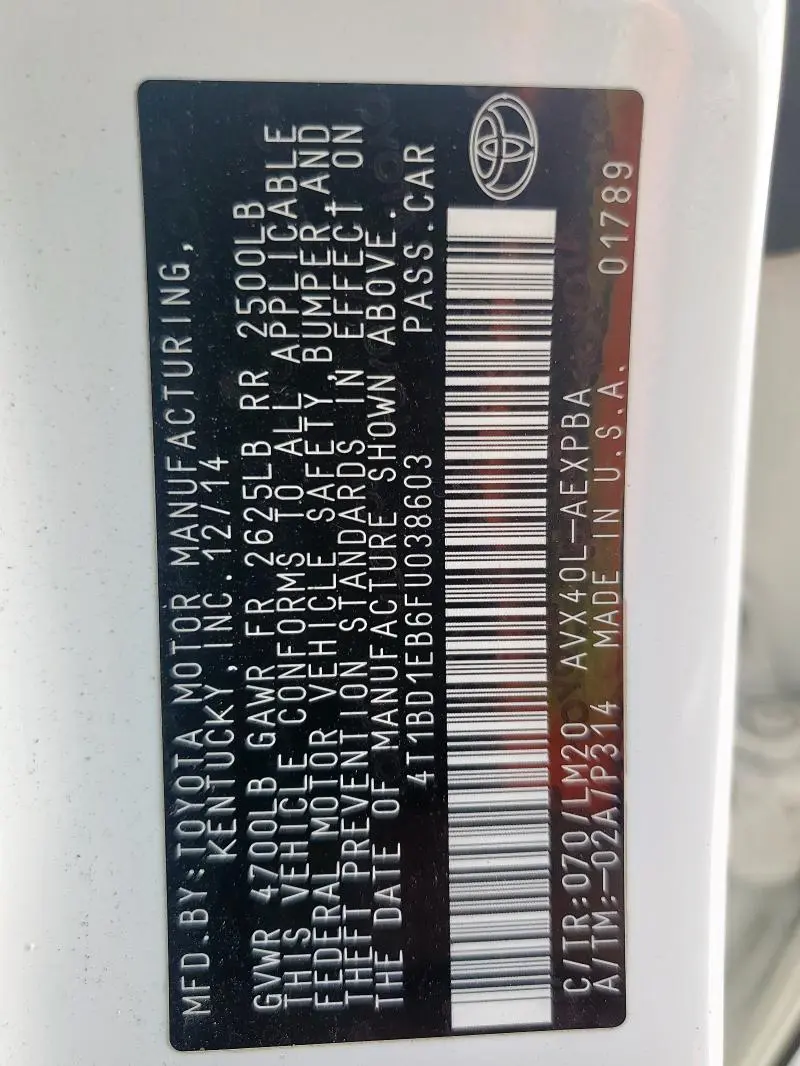 MFD.BY:TOYOTA MOTOR MANUFACTURING,
KENTUCKY,INC.12/14
GVWR 4700LB GAWR FR 2625LB RR 2500LB
THIS VEHICLE CONFORMS TO ALL APPLICABLE
FEDERAL MOTOR VEHICLE SAFETY,BUMPER,AND
THEFT PREVENTION STANDARDS IN EFFECT ON
THE DATE OF MANUFACTURE SHOWN ABOVE.
4T1BD1EB6FU038603 PASS.CAR
C/TR:070/LM20 AVX40L-AEXPBA 01789
A/TM:-02A/P314 MADE IN U.S.A.